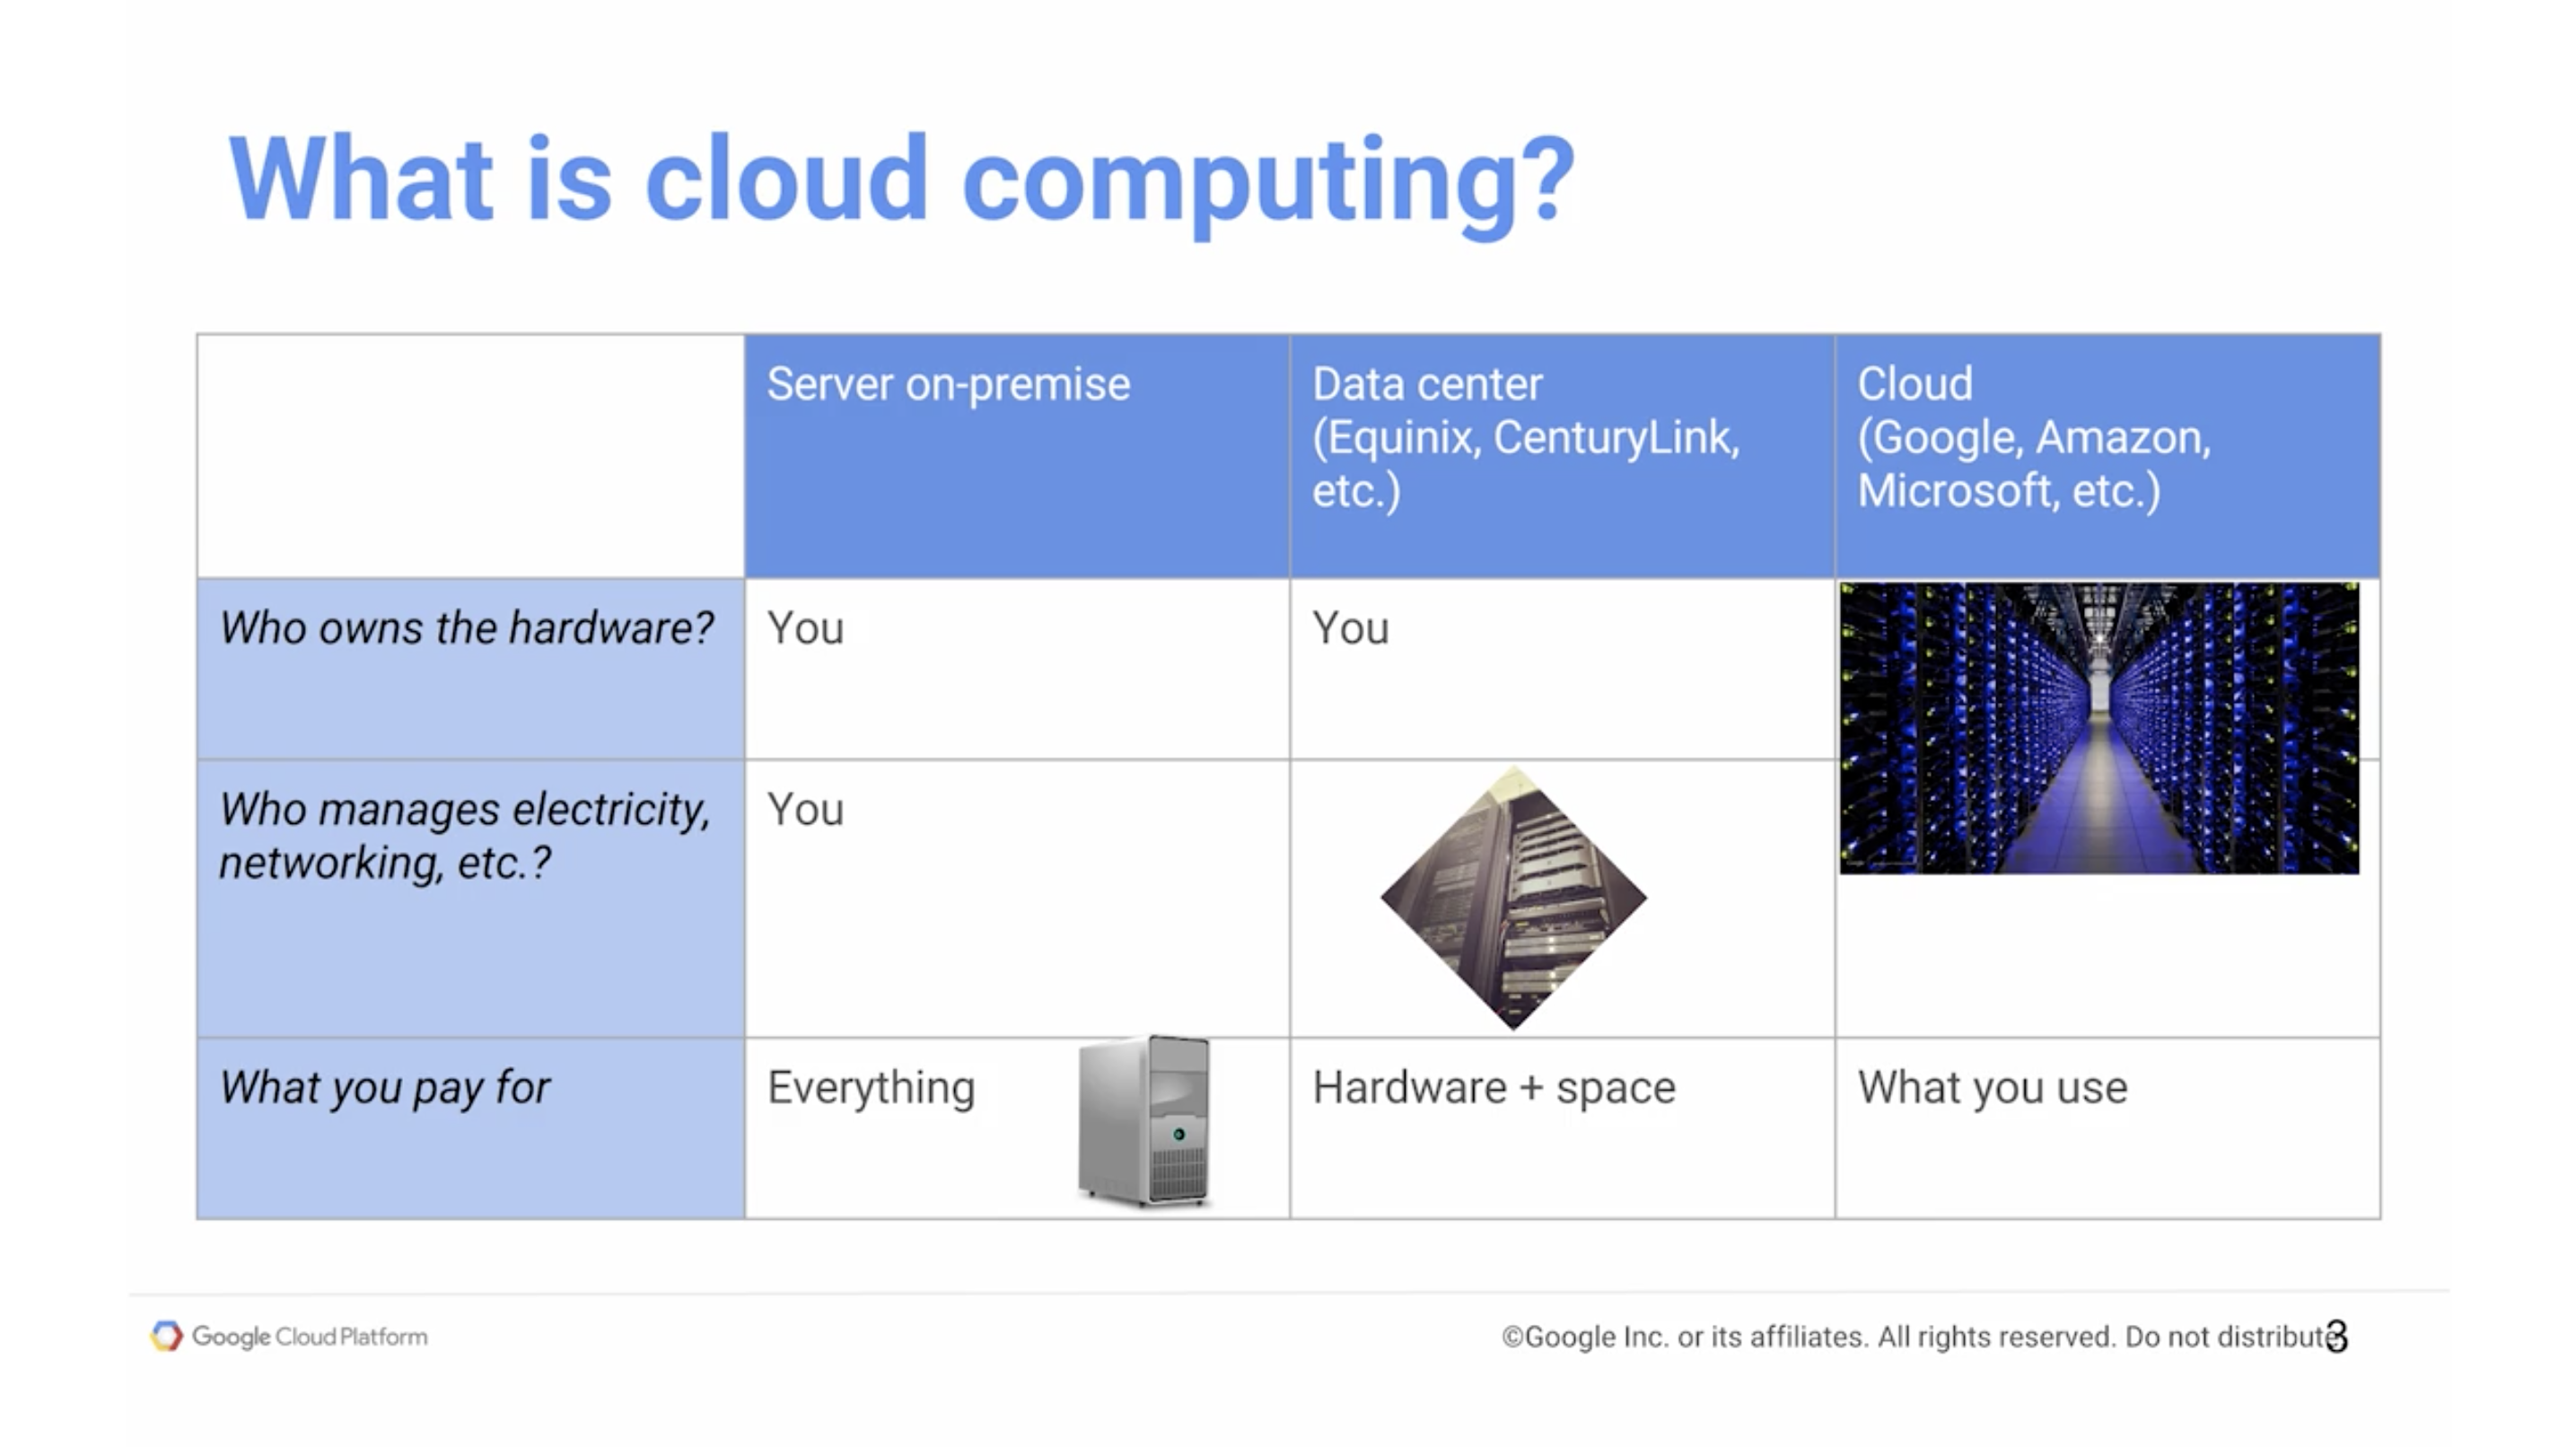 What is cloud computing?
Server on-premise
Data center
(Equinix, CenturyLink,
etc.)
Cloud
(Google, Amazon,
Microsoft, etc.)
Who owns the hardware?
You
You
Who manages electricity,
networking, etc.?
You
What you pay for
Everything
Hardware + space
What you use
Google Cloud Platform
©Google Inc. or its affiliates. All rights reserved. Do not distribute
3